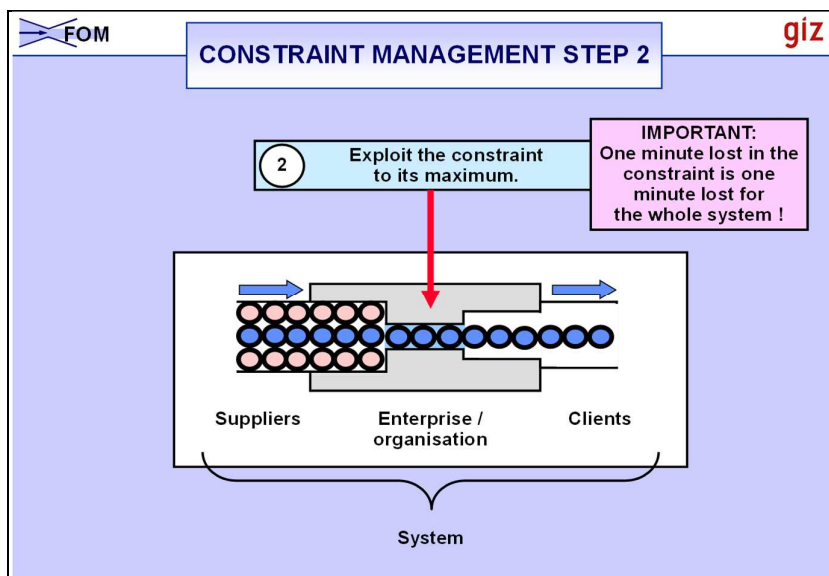 FOM
giz
CONSTRAINT MANAGEMENT STEP 2
2
Exploit the constraint
to its maximum.
IMPORTANT:
One minute lost in the
constraint is one
minute lost for
the whole system !
Suppliers
Enterprise /
organisation
Clients
System